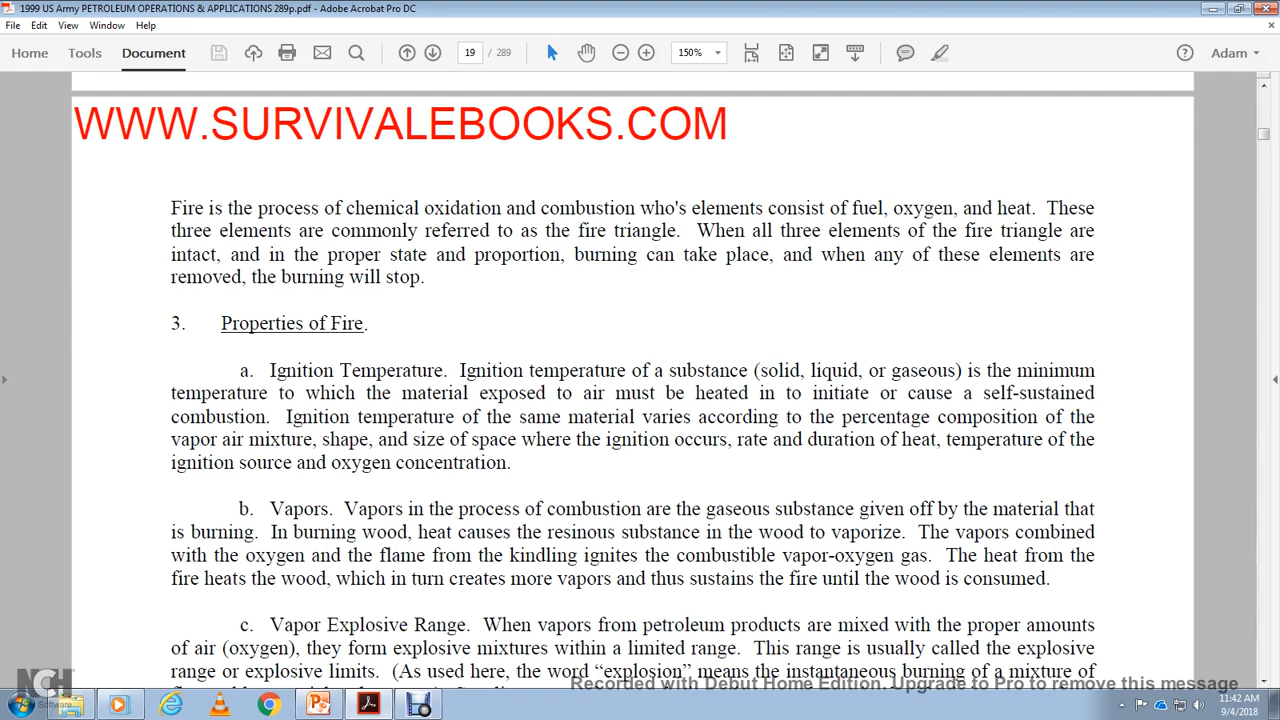 1999 US Army PETROLEUM OPERATIONS & APPLICATIONS 289p.pdf - Adobe Acrobat Pro DC
File Edit View Window Help
Home Tools Document 19 / 289 150% Adam
WWW.SURVIVALEBOOKS.COM
Fire is the process of chemical oxidation and combustion who's elements consist of fuel, oxygen, and heat. These
three elements are commonly referred to as the fire triangle. When all three elements of the fire triangle are
intact, and in the proper state and proportion, burning can take place, and when any of these elements are
removed, the burning will stop.
3. Properties of Fire.
a. Ignition Temperature. Ignition temperature of a substance (solid, liquid, or gaseous) is the minimum
temperature to which the material exposed to air must be heated in to initiate or cause a self-sustained
combustion. Ignition temperature of the same material varies according to the percentage composition of the
vapor air mixture, shape, and size of space where the ignition occurs, rate and duration of heat, temperature of the
ignition source and oxygen concentration.
b. Vapors. Vapors in the process of combustion are the gaseous substance given off by the material that
is burning. In burning wood, heat causes the resinous substance in the wood to vaporize. The vapors combined
with the oxygen and the flame from the kindling ignites the combustible vapor-oxygen gas. The heat from the
fire heats the wood, which in turn creates more vapors and thus sustains the fire until the wood is consumed.
c. Vapor Explosive Range. When vapors from petroleum products are mixed with the proper amounts
of air (oxygen), they form explosive mixtures within a limited range. This range is usually called the explosive
range or explosive limits. (As used here, the word “explosion” means the instantaneous burning of a mixture of
Recorded with Debut Home Edition. Upgrade to Pro to remove this message
NCH Software
11:42 AM
9/4/2018